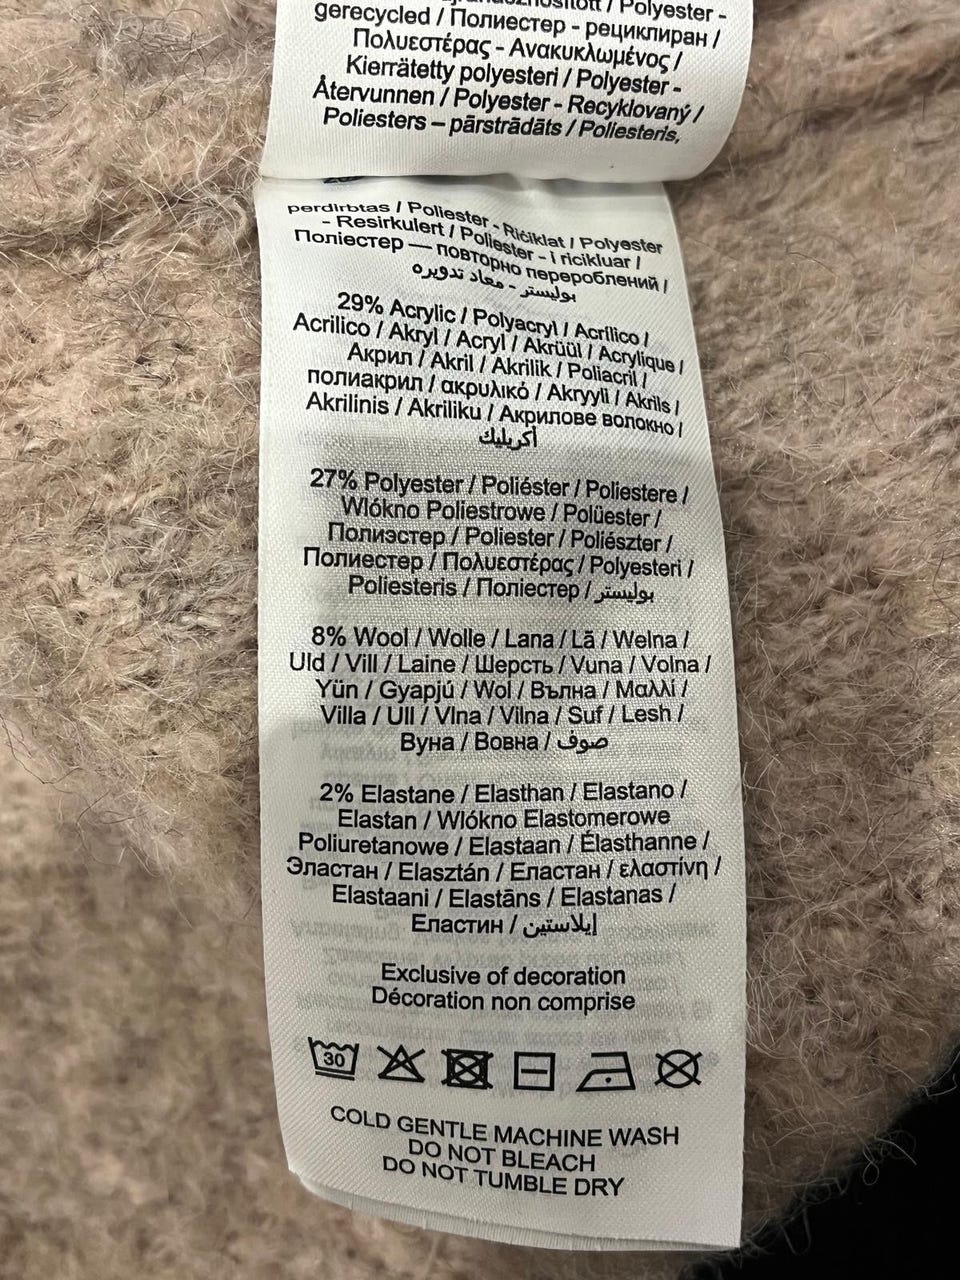 / Polyester -
gerecycled / Полиестер - рециклиран /
Πολυεστέρας - Ανακυκλωμένος /
Kierrätetty polyesteri / Polyester -
Återvunnen / Polyester - Recyklovaný /
Poliesters – pārstrādāts / Poliesteris,
perdirbtas / Poliester - Riciklat / Polyester
- Resirkulert / Poliester - i ricikluar /
Поліестер — повторно перероблений /
بوليستر - معاد تدويره
29% Acrylic / Polyacryl / Acrílico /
Acrilico / Akryl / Acryl / Akrüül / Acrylique /
Акрил / Akril / Akrilik / Poliacril /
полиакрил / ακρυλικό / Akryyli / Akrils /
Akrilinis / Akriliku / Акрилове волокно /
أكريليك
27% Polyester / Poliéster / Poliestere /
Wlókno Poliestrowe / Polüester /
Полиэстер / Poliester / Poliészter /
Полиестер / Πολυεστέρας / Polyesteri /
Poliesteris / Поліестер / بوليستر
8% Wool / Wolle / Lana / Lã / Welna /
Uld / Vill / Laine / Шерсть / Vuna / Volna /
Yün / Gyapjú / Wol / Вълна / Μαλλί /
Villa / Ull / Vlna / Vilna / Suf / Lesh /
Вуна / Вовна / صوف
2% Elastane / Elasthan / Elastano /
Elastan / Wlókno Elastomerowe
Poliuretanowe / Elastaan / Élasthanne /
Эластан / Elasztán / Еластан / ελαστίνη /
Elastaani / Elastāns / Elastanas /
Еластин / إيلاستين
Exclusive of decoration
Décoration non comprise
30
COLD GENTLE MACHINE WASH
DO NOT BLEACH
DO NOT TUMBLE DRY